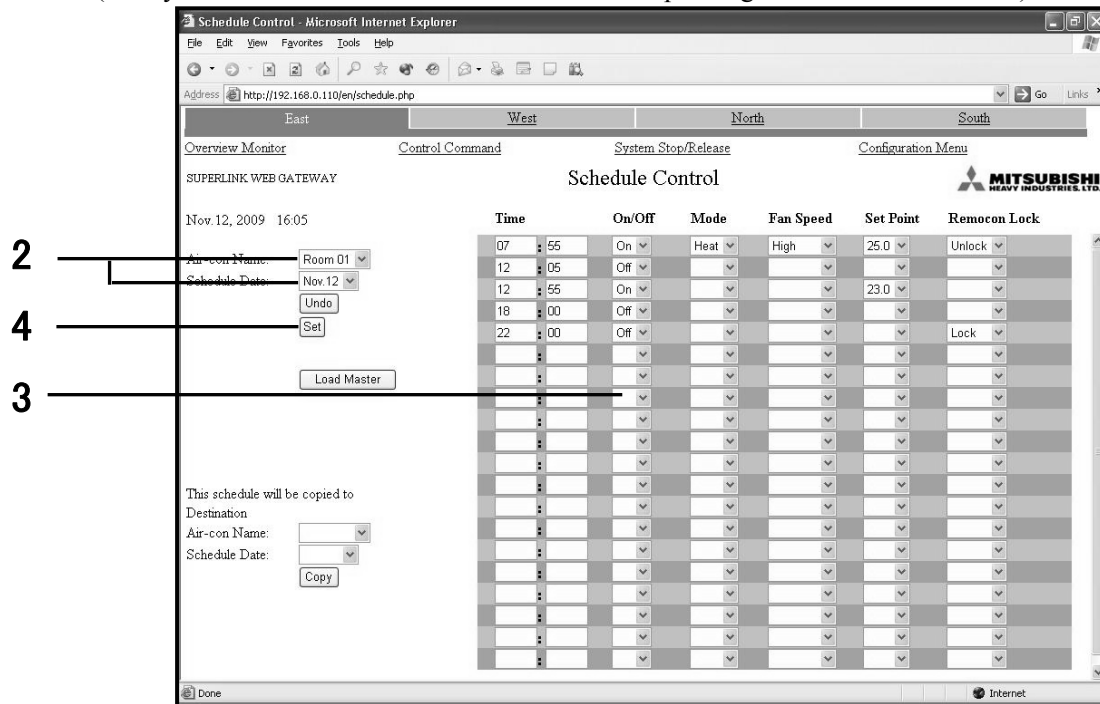 Schedule Control - Microsoft Internet Explorer
File Edit View Favorites Tools Help
Address http://192.168.0.110/en/schedule.php Go Links
East West North South
Overview Monitor Control Command System Stop/Release Configuration Menu
SUPERLINK WEB GATEWAY Schedule Control MITSUBISHI
HEAVY INDUSTRIES. LTD.
Nov.12, 2009 16:05 Time On/Off Mode Fan Speed Set Point Remocon Lock
07 : 55 On Heat High 25.0 Unlock
2 Air-con Name: Room 01
12 : 05 Off
Schedule Date: Nov.12
12 : 55 On 23.0
Undo
18 : 00 Off
4 Set
22 : 00 Off Lock
:
Load Master :
3 :
:
:
:
:
This schedule will be copied to
:
Destination
:
Air-con Name:
:
Schedule Date:
:
Copy
:
:
:
:
Done Internet